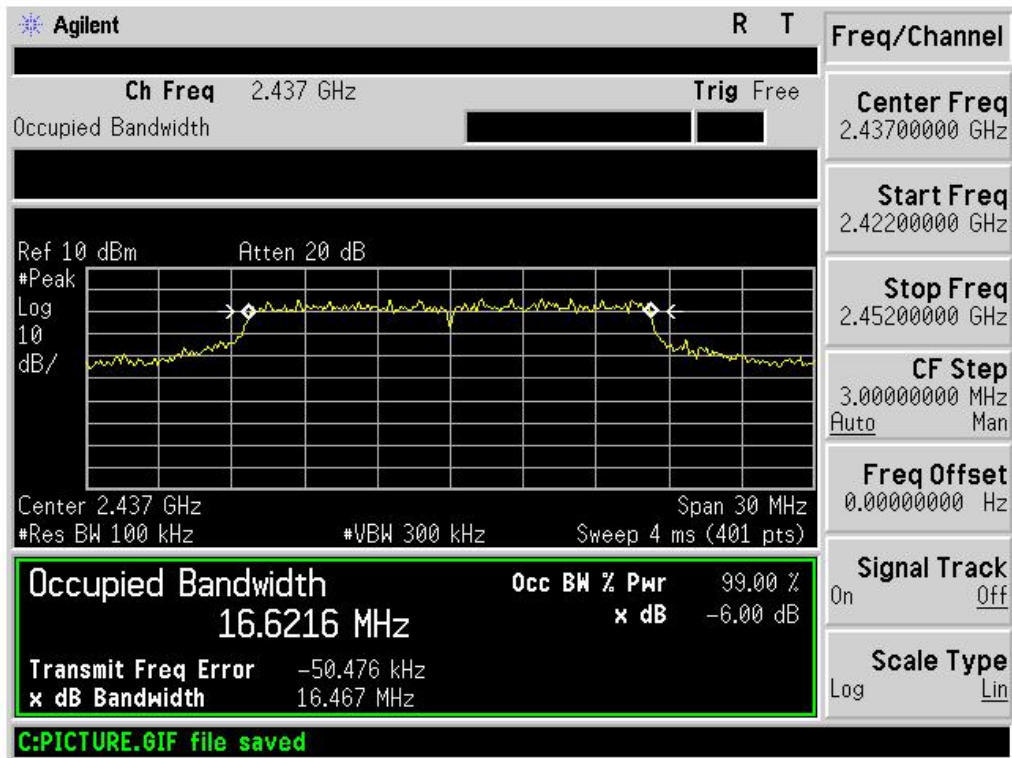 Agilent
R T
Ch Freq 2.437 GHz
Trig Free
Occupied Bandwidth
Ref 10 dBm
Atten 20 dB
#Peak
Log
10
dB/
Center 2.437 GHz
Span 30 MHz
#Res BW 100 kHz
#VBW 300 kHz
Sweep 4 ms (401 pts)
Occupied Bandwidth
16.6216 MHz
Occ BW % Pwr 99.00 %
x dB -6.00 dB
Transmit Freq Error -50.476 kHz
x dB Bandwidth 16.467 MHz
C:PICTURE.GIF file saved
Freq/Channel
Center Freq
2.43700000 GHz
Start Freq
2.42200000 GHz
Stop Freq
2.45200000 GHz
CF Step
3.00000000 MHz
Auto Man
Freq Offset
0.00000000 Hz
Signal Track
On Off
Scale Type
Log Lin